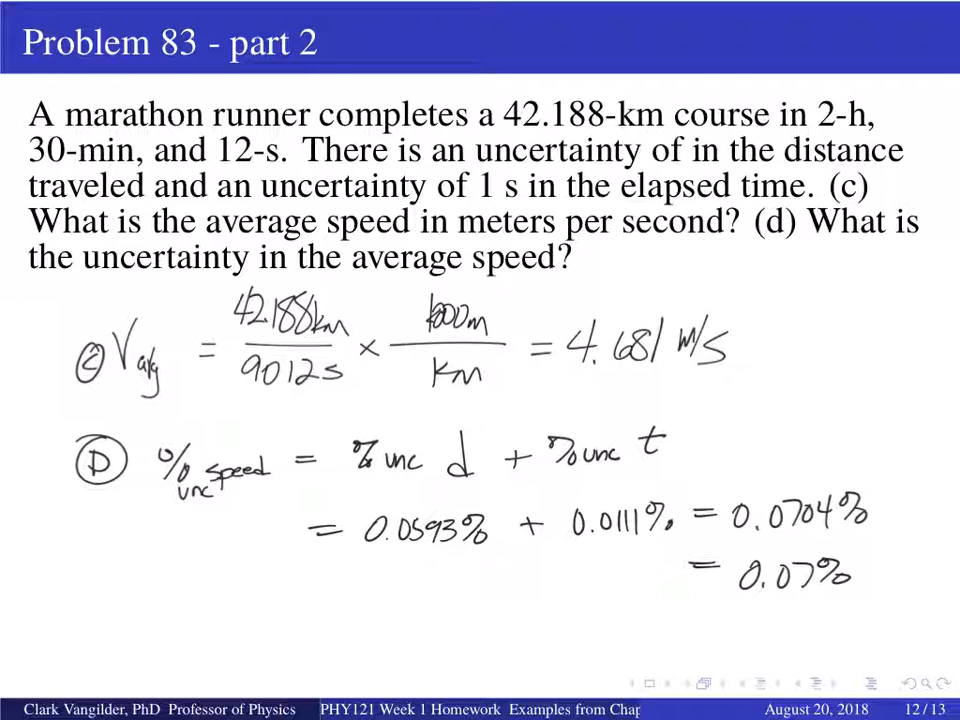 Problem 83 - part 2
A marathon runner completes a 42.188-km course in 2-h,
30-min, and 12-s. There is an uncertainty of in the distance
traveled and an uncertainty of 1 s in the elapsed time. (c)
What is the average speed in meters per second? (d) What is
the uncertainty in the average speed?
ⓒ Vavg = 42.188km / 9012s × 1000m / km = 4.681 m/s
Ⓓ % unc speed = % unc d + % unc t
= 0.0593% + 0.0111% = 0.0704%
= 0.07%
Clark Vangilder, PhD Professor of Physics PHY121 Week 1 Homework Examples from Chap August 20, 2018 12 / 13